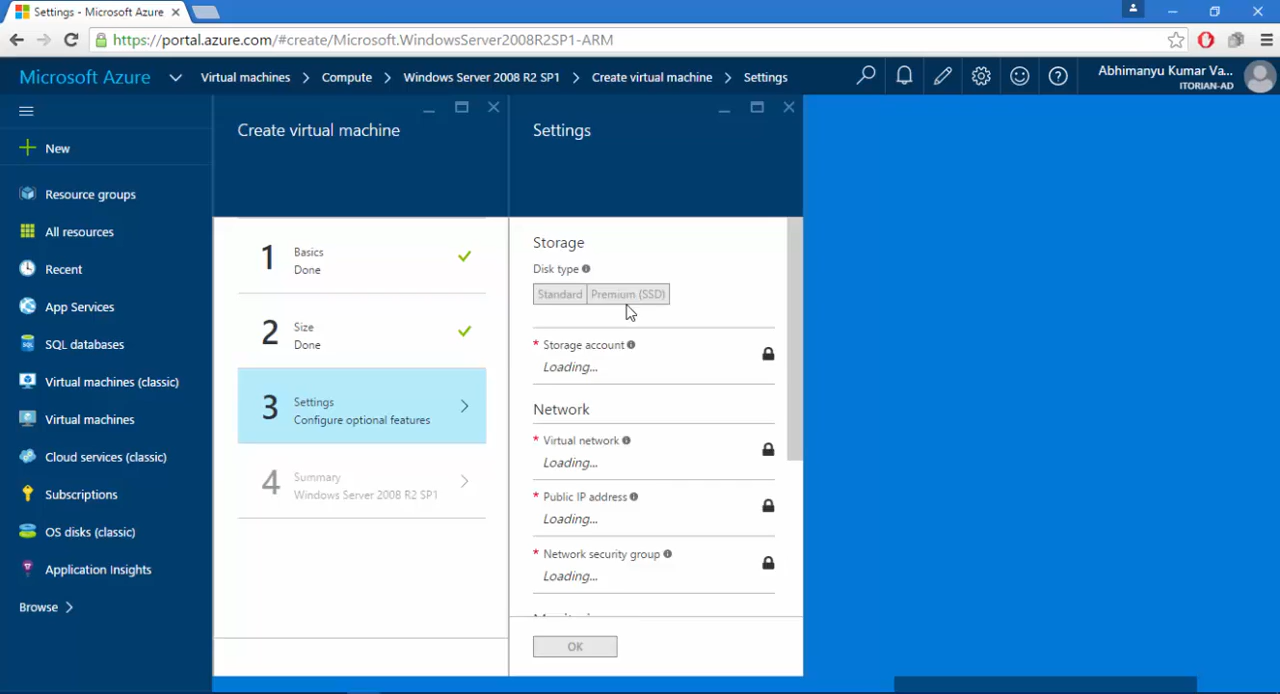 Settings - Microsoft Azure
https://portal.azure.com/#create/Microsoft.WindowsServer2008R2SP1-ARM
Microsoft Azure
Virtual machines
Compute
Windows Server 2008 R2 SP1
Create virtual machine
Settings
Abhimanyu Kumar Va...
ITORIAN-AD
New
Resource groups
All resources
Recent
App Services
SQL databases
Virtual machines (classic)
Virtual machines
Cloud services (classic)
Subscriptions
OS disks (classic)
Application Insights
Browse
Create virtual machine
1
Basics
Done
2
Size
Done
3
Settings
Configure optional features
4
Summary
Windows Server 2008 R2 SP1
Settings
Storage
Disk type
Standard
Premium (SSD)
* Storage account
Loading...
Network
* Virtual network
Loading...
* Public IP address
Loading...
* Network security group
Loading...
OK